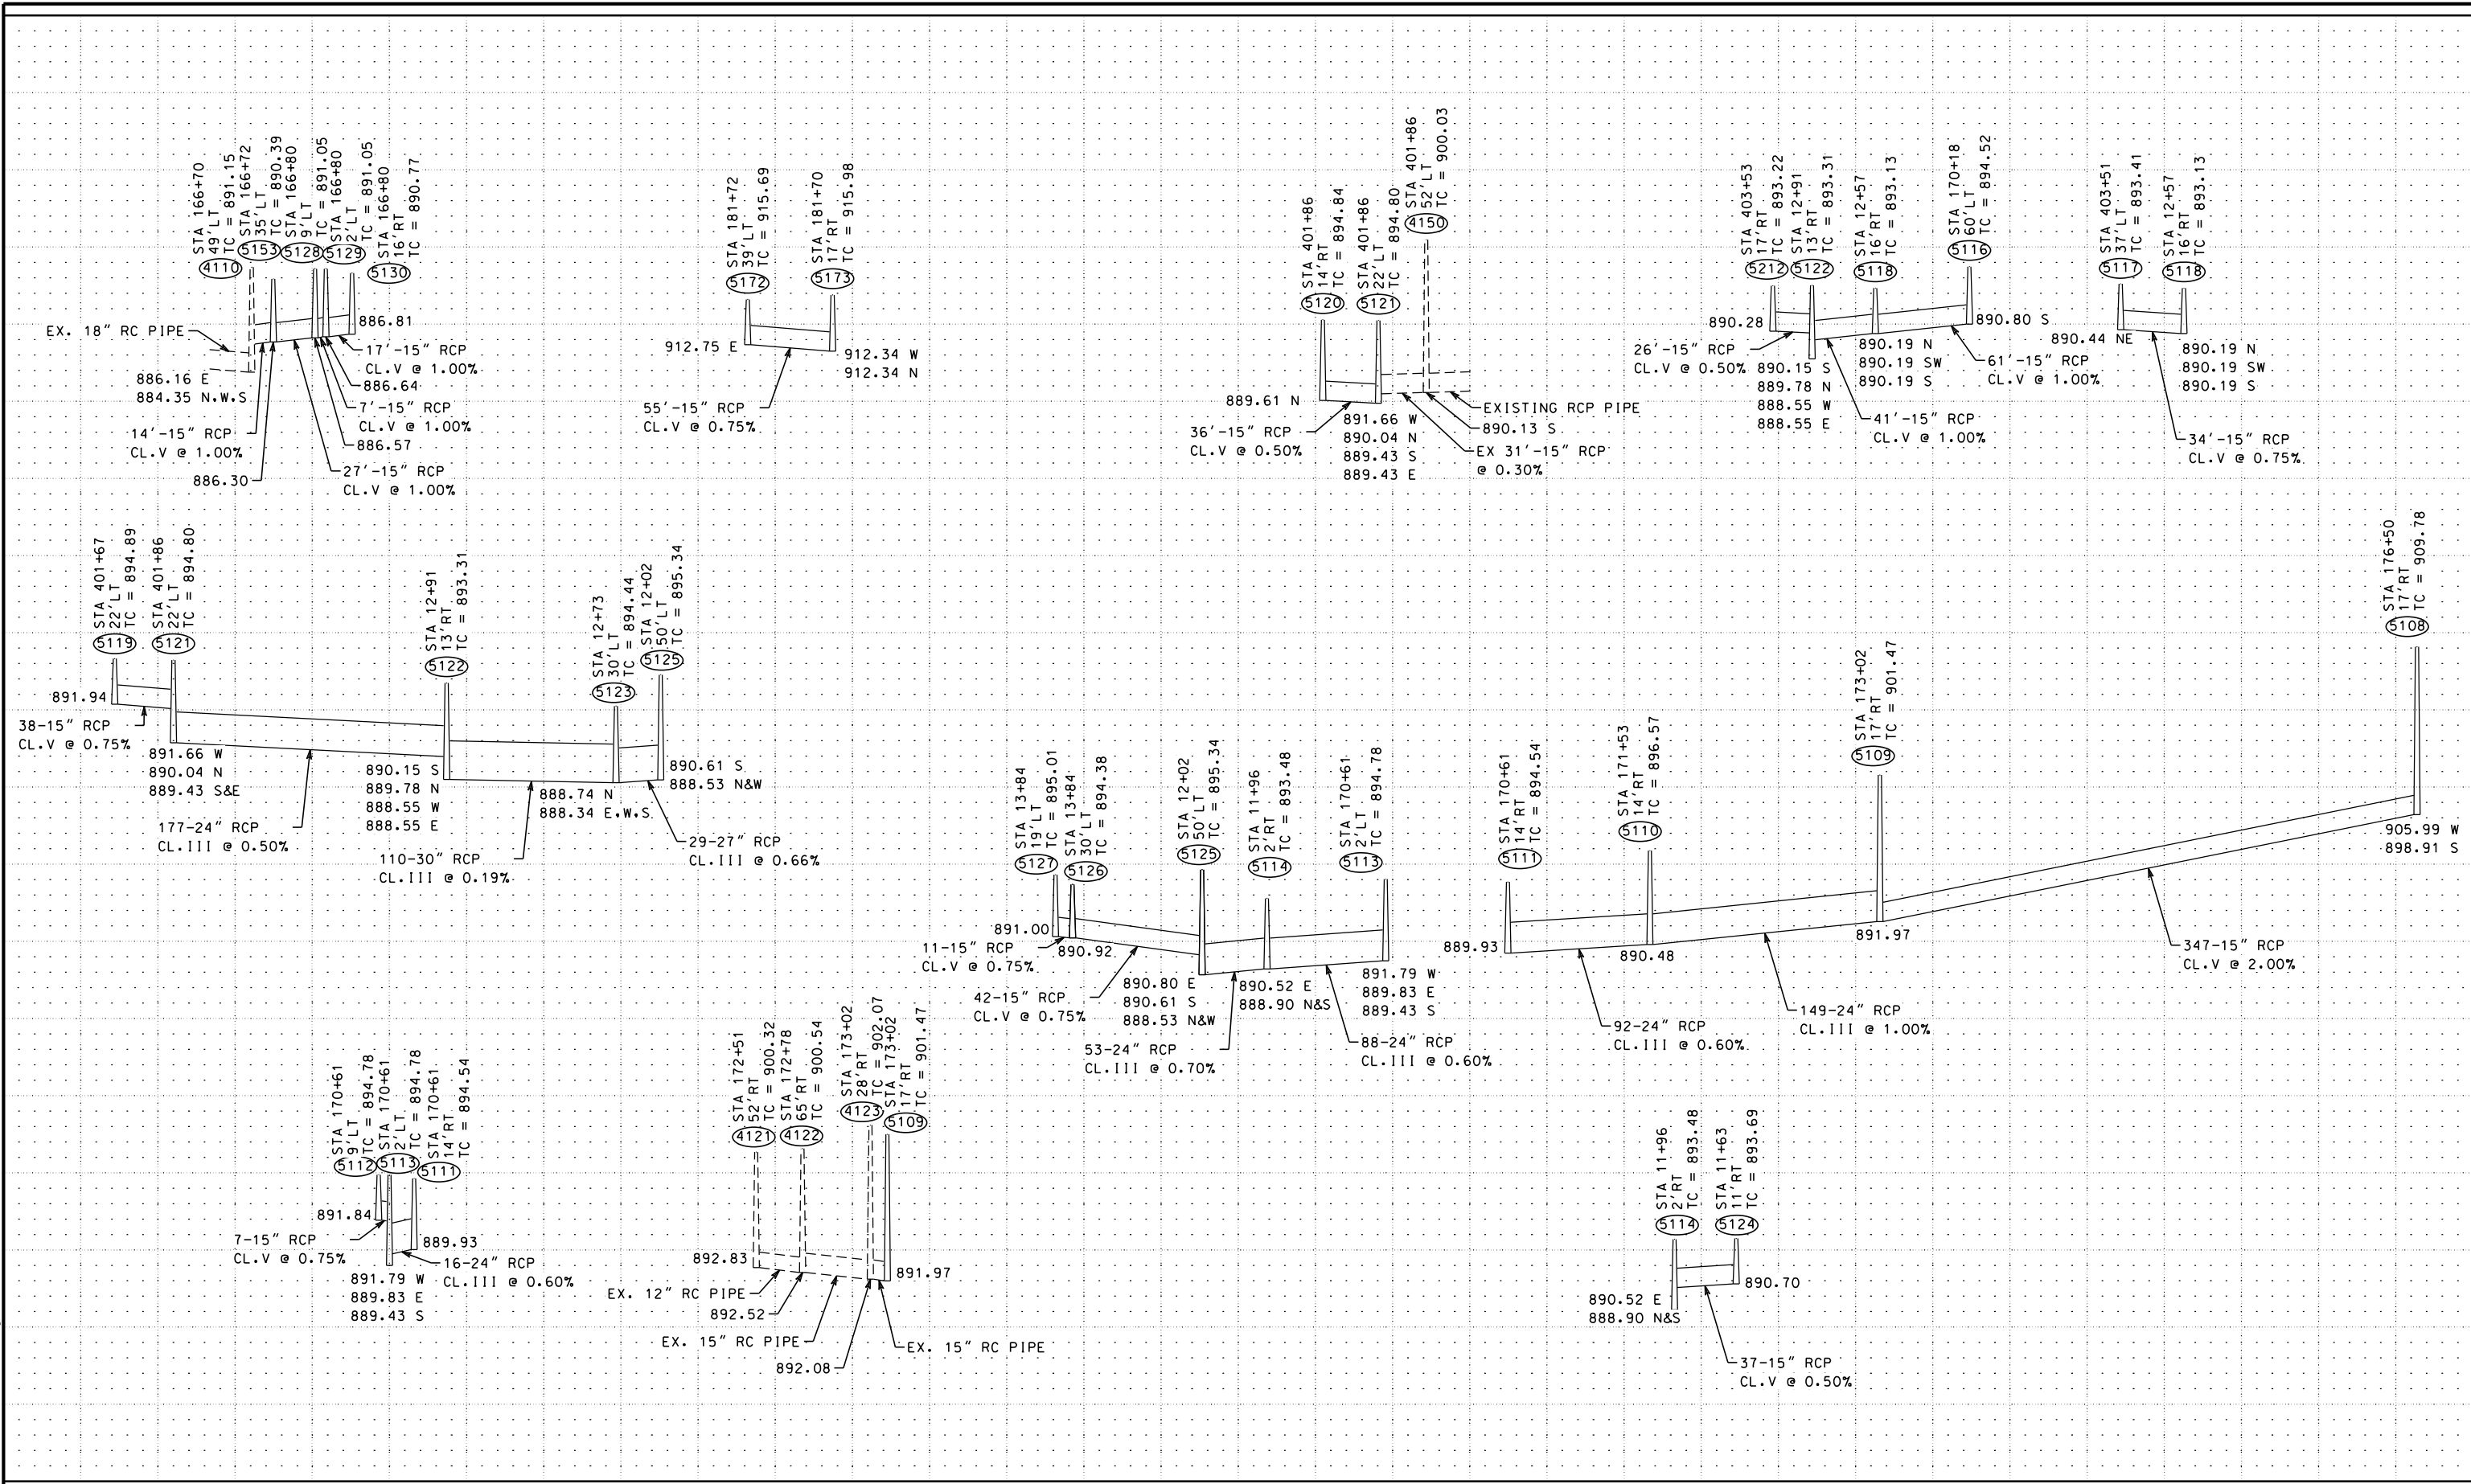 STA 166+70
49'LT
TC = 891.15
4110
STA 166+72
35'LT
TC = 890.39
5153
STA 166+80
9'LT
TC = 891.05
5128
STA 166+80
2'LT
TC = 891.05
5129
STA 166+80
16'RT
TC = 890.77
5130
EX. 18" RC PIPE
886.16 E
884.35 N.W.S
14'-15" RCP
CL.V @ 1.00%
886.30
886.81
17'-15" RCP
CL.V @ 1.00%
886.64
7'-15" RCP
CL.V @ 1.00%
886.57
27'-15" RCP
CL.V @ 1.00%
STA 181+72
39'LT
TC = 915.69
5172
STA 181+70
17'RT
TC = 915.98
5173
912.75 E
912.34 W
912.34 N
55'-15" RCP
CL.V @ 0.75%
STA 401+86
14'RT
TC = 894.84
5120
STA 401+86
22'LT
TC = 894.80
5121
STA 401+86
52'LT
TC = 900.03
4150
889.61 N
36'-15" RCP
CL.V @ 0.50%
891.66 W
890.04 N
889.43 S
889.43 E
EXISTING RCP PIPE
890.13 S
EX 31'-15" RCP
@ 0.30%
STA 403+53
17'RT
TC = 893.22
5212
STA 12+91
13'RT
TC = 893.31
5122
STA 12+57
16'RT
TC = 893.13
5118
STA 170+18
60'LT
TC = 894.52
5116
890.28
26'-15" RCP
CL.V @ 0.50%
890.15 S
889.78 N
888.55 W
888.55 E
890.19 N
890.19 SW
890.19 S
41'-15" RCP
CL.V @ 1.00%
890.80 S
61'-15" RCP
CL.V @ 1.00%
STA 403+51
37'LT
TC = 893.41
5117
STA 12+57
16'RT
TC = 893.13
5118
890.44 NE
890.19 N
890.19 SW
890.19 S
34'-15" RCP
CL.V @ 0.75%
STA 401+67
22'LT
TC = 894.89
5119
STA 401+86
22'LT
TC = 894.80
5121
STA 12+91
13'RT
TC = 893.31
5122
STA 12+73
30'LT
TC = 894.44
5123
STA 12+02
50'LT
TC = 895.34
5125
891.94
38-15" RCP
CL.V @ 0.75%
891.66 W
890.04 N
889.43 S&E
177-24" RCP
CL.III @ 0.50%
890.15 S
889.78 N
888.55 W
888.55 E
110-30" RCP
CL.III @ 0.19%
888.74 N
888.34 E.W.S
890.61 S
888.53 N&W
29-27" RCP
CL.III @ 0.66%
STA 13+84
19'LT
TC = 895.01
5127
STA 13+84
30'LT
TC = 894.38
5126
STA 12+02
50'LT
TC = 895.34
5125
STA 11+96
2'RT
TC = 893.48
5114
STA 170+61
2'LT
TC = 894.78
5113
891.00
11-15" RCP
CL.V @ 0.75%
890.92
42-15" RCP
CL.V @ 0.75%
890.80 E
890.61 S
888.53 N&W
53-24" RCP
CL.III @ 0.70%
890.52 E
888.90 N&S
891.79 W
889.83 E
889.43 S
88-24" RCP
CL.III @ 0.60%
STA 170+61
14'RT
TC = 894.54
5111
STA 171+53
14'RT
TC = 896.57
5110
STA 173+02
17'RT
TC = 901.47
5109
STA 176+50
17'RT
TC = 909.78
5108
889.93
890.48
891.97
905.99 W
898.91 S
92-24" RCP
CL.III @ 0.60%
149-24" RCP
CL.III @ 1.00%
347-15" RCP
CL.V @ 2.00%
STA 170+61
9'LT
TC = 894.78
5112
STA 170+61
2'LT
TC = 894.78
5113
STA 170+61
14'RT
TC = 894.54
5111
891.84
7-15" RCP
CL.V @ 0.75%
889.93
16-24" RCP
CL.III @ 0.60%
891.79 W
889.83 E
889.43 S
STA 172+51
52'RT
TC = 900.32
4121
STA 172+78
65'RT
TC = 900.54
4122
STA 173+02
28'RT
TC = 902.07
4123
STA 173+02
17'RT
TC = 901.47
5109
892.83
EX. 12" RC PIPE
892.52
EX. 15" RC PIPE
892.08
891.97
EX. 15" RC PIPE
STA 11+96
2'RT
TC = 893.48
5114
STA 11+63
11'RT
TC = 893.69
5124
890.52 E
888.90 N&S
890.70
37-15" RCP
CL.V @ 0.50%